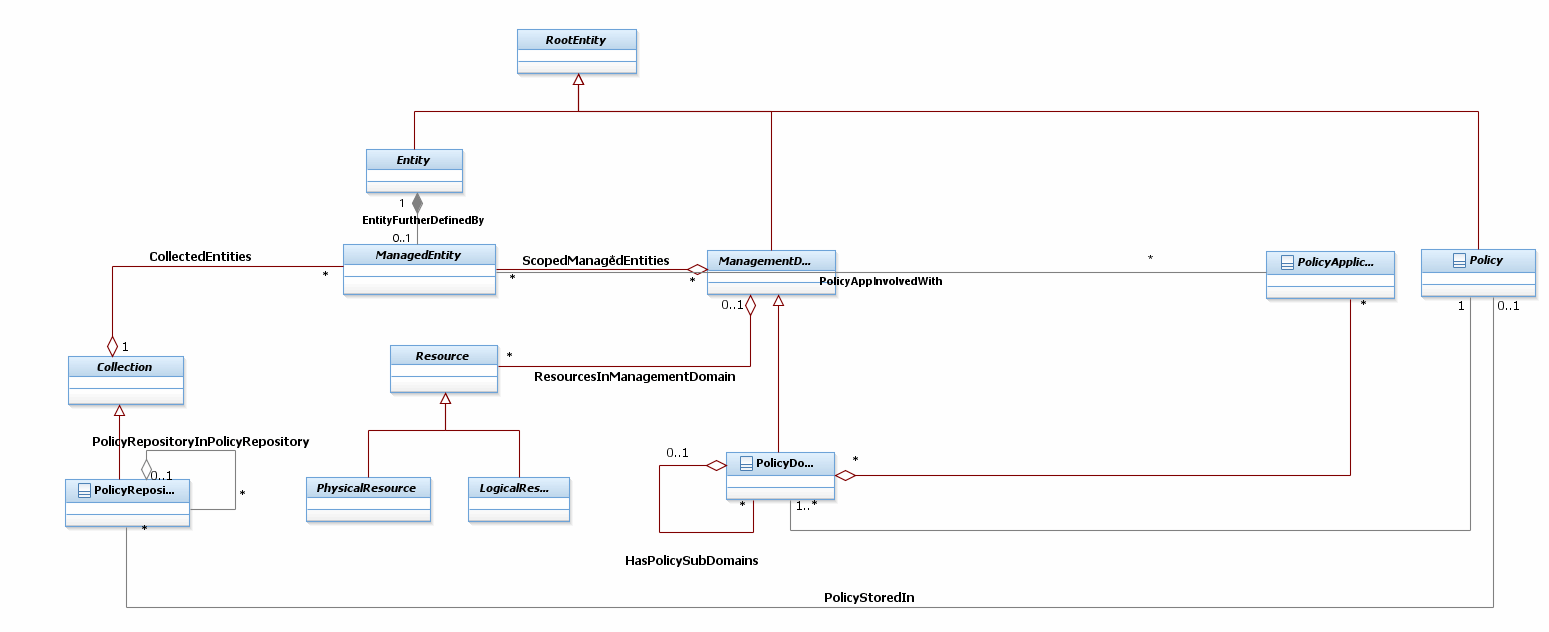 RootEntity
Entity
1
EntityFurtherDefinedBy
0..1
CollectedEntities
*
ManagedEntity
ScopedManagedEntities
*
*
*
ManagementD...
PolicyAppInvolvedWith
*
PolicyApplic...
*
Policy
1
0..1
0..1
1
Collection
Resource
*
ResourcesInManagementDomain
PolicyRepositoryInPolicyRepository
0..1
*
PolicyReposi...
*
PhysicalResource
LogicalRes...
0..1
PolicyDo...
*
*
1..*
HasPolicySubDomains
PolicyStoredIn